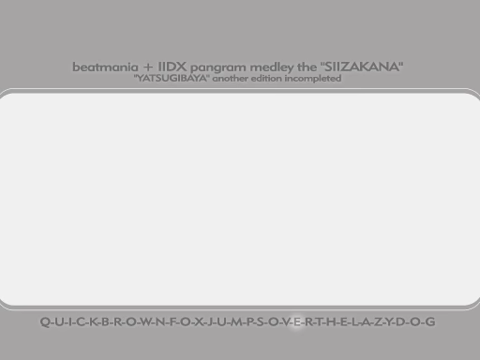 beatmania + IIDX pangram medley the "SIIZAKANA"
"YATSUGIBAYA" another edition incompleted
Q-U-I-C-K-B-R-O-W-N-F-O-X-J-U-M-P-S-O-V-E-R-T-H-E-L-A-Z-Y-D-O-G